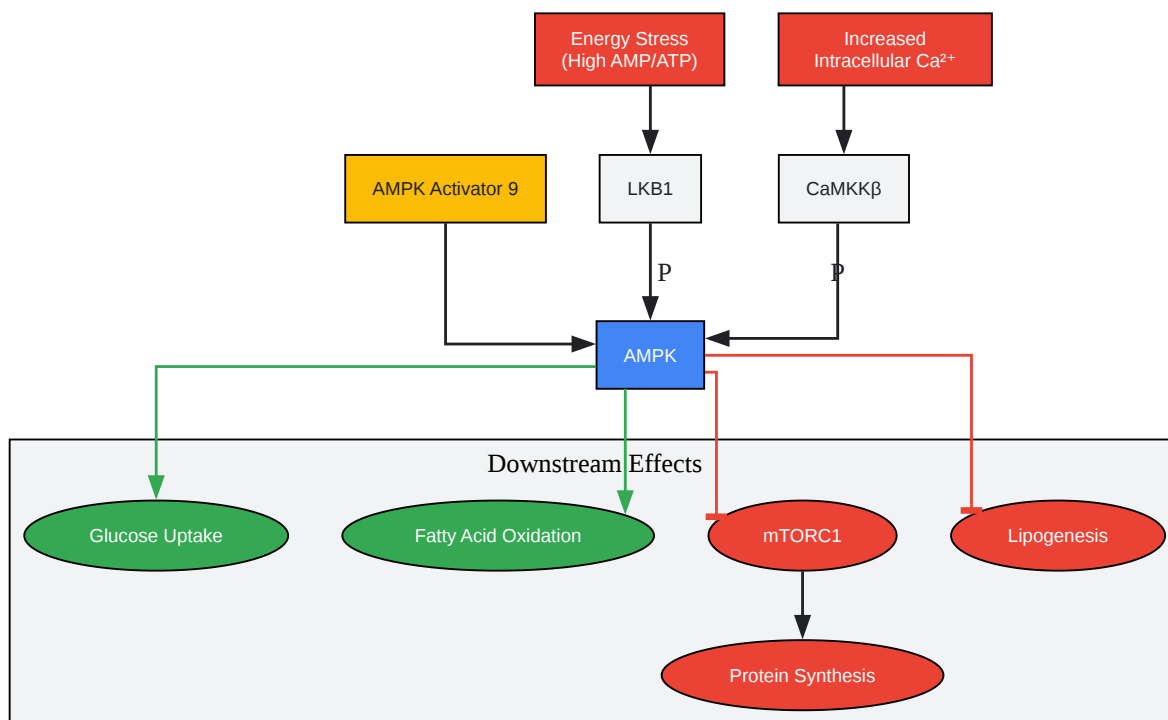 Energy Stress
(High AMP/ATP)
Increased
Intracellular Ca²⁺
AMPK Activator 9
LKB1
CaMKKβ
P
P
AMPK
Downstream Effects
Glucose Uptake
Fatty Acid Oxidation
mTORC1
Lipogenesis
Protein Synthesis